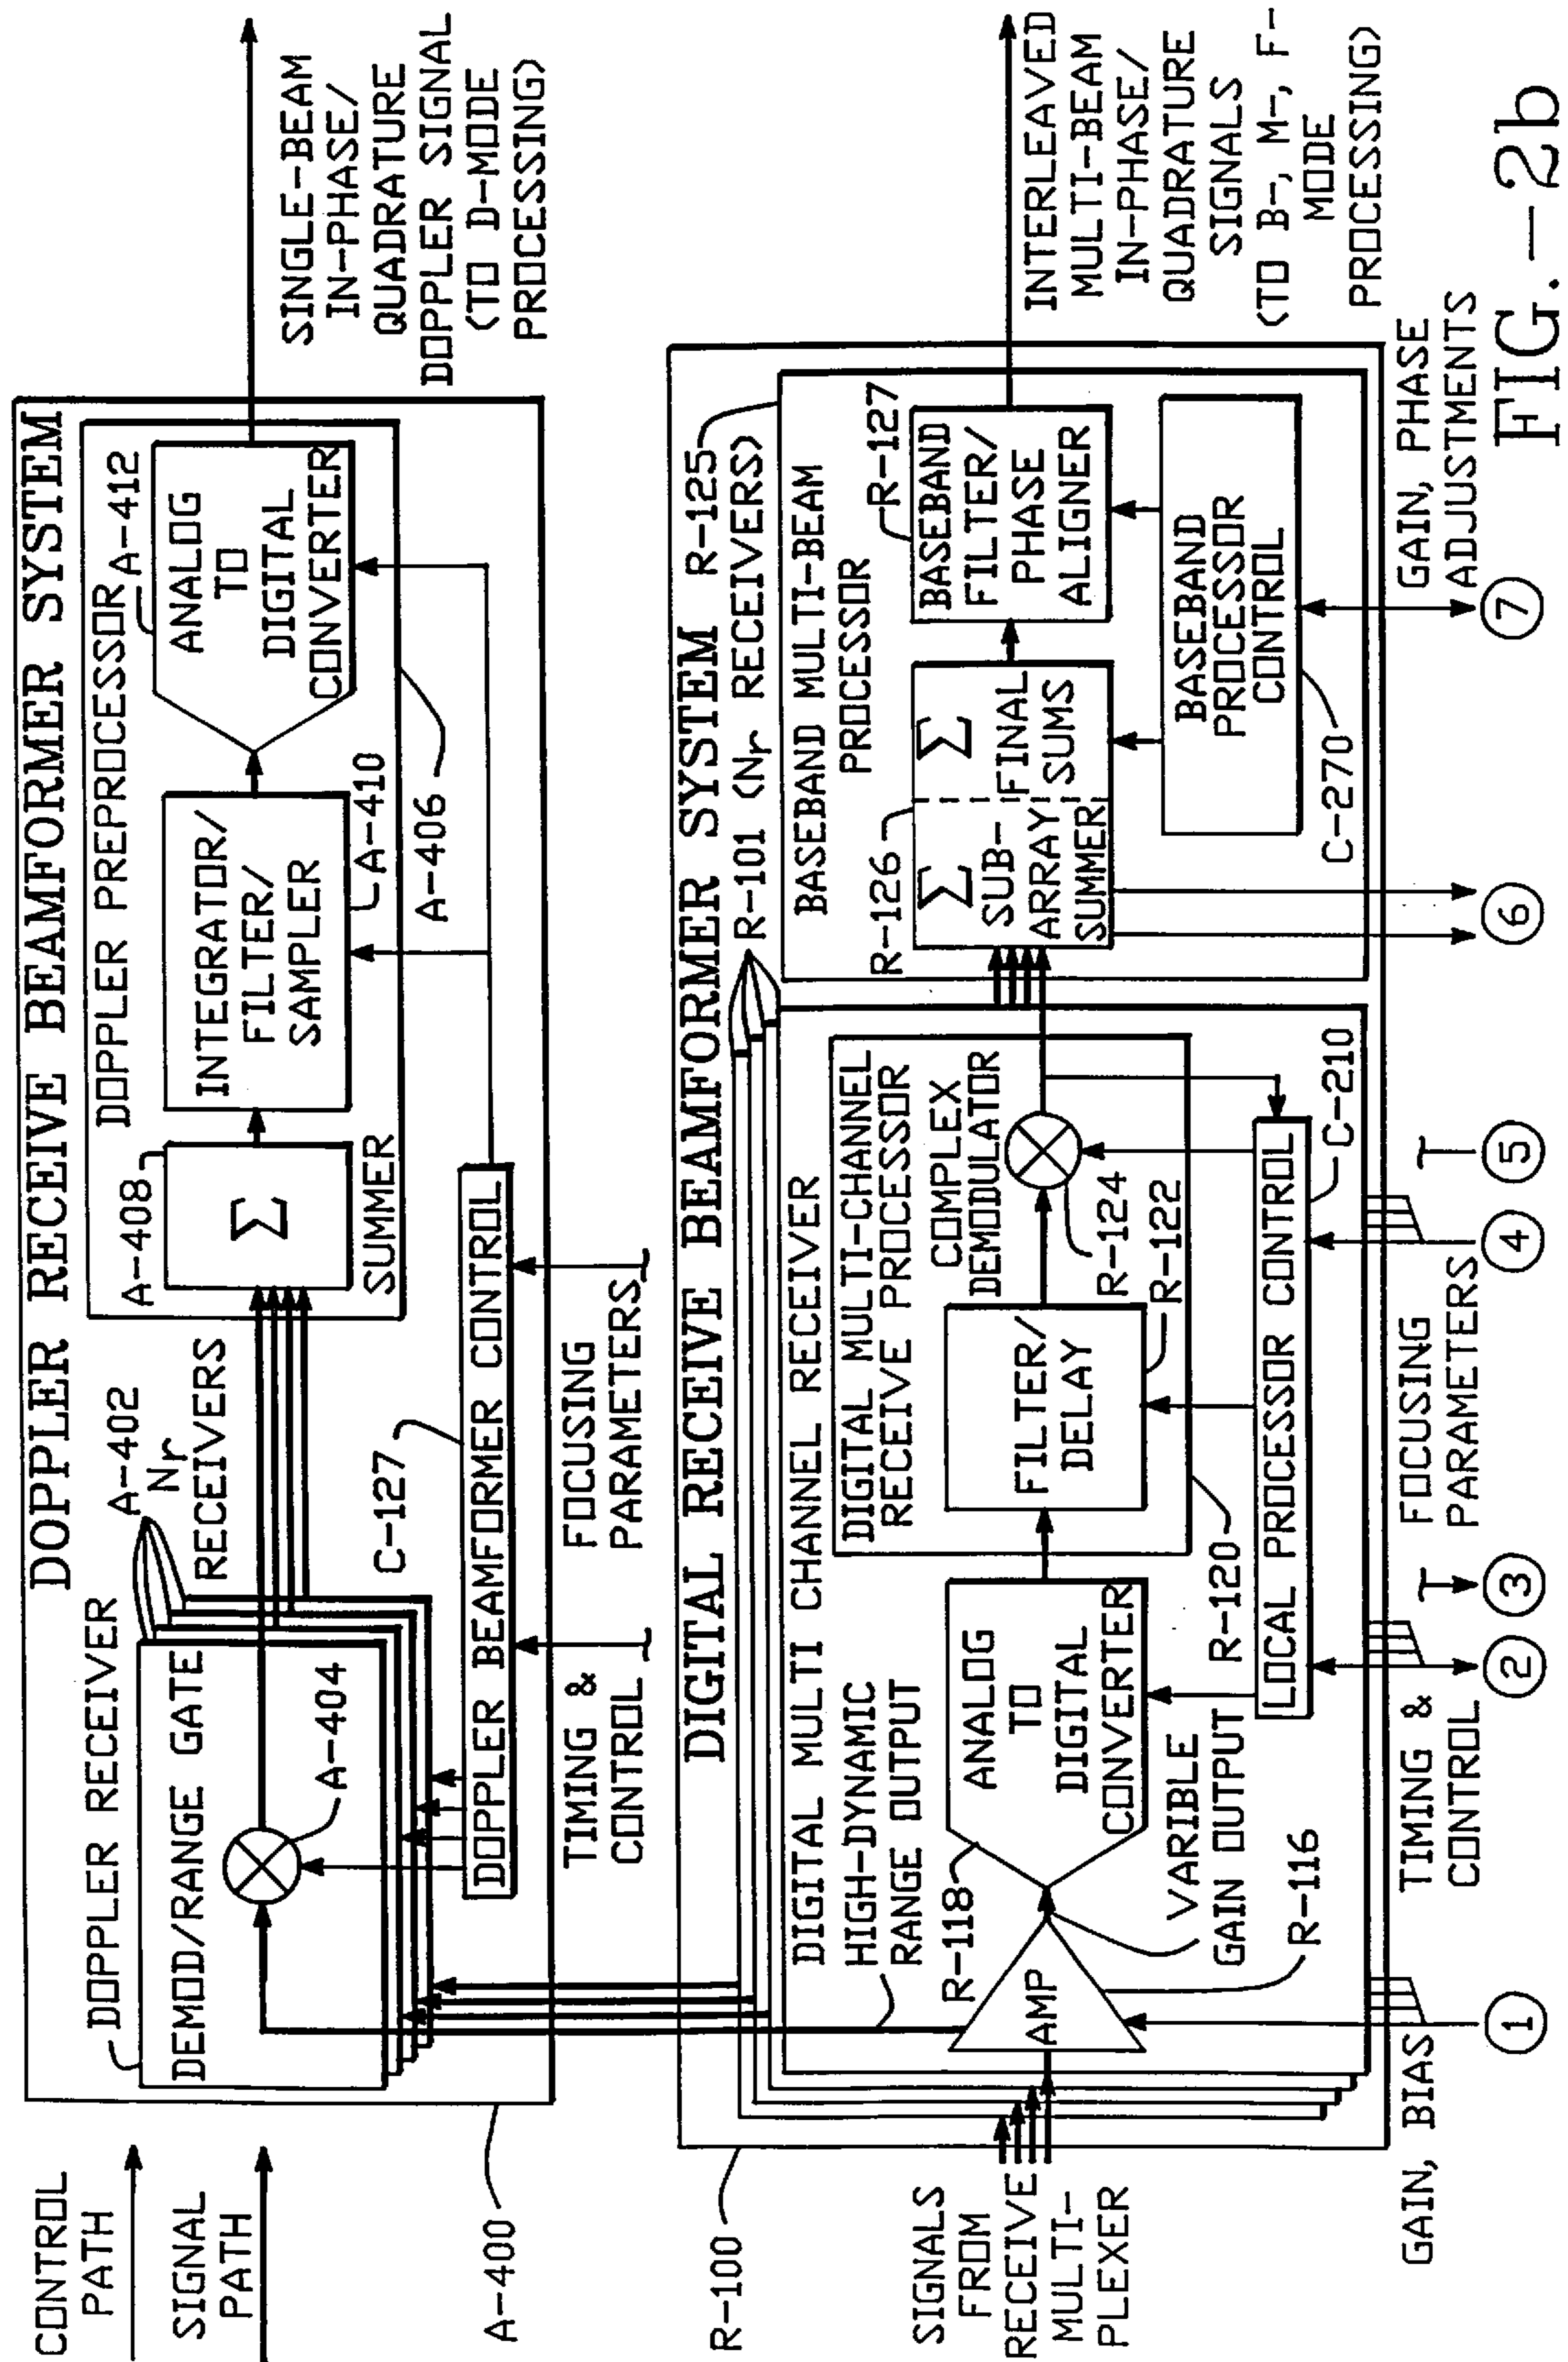 CONTROL
PATH
SIGNAL
PATH
DOPPLER RECEIVE BEAMFORMER SYSTEM
A-400
DOPPLER RECEIVER
DEMOD/RANGE GATE
A-404
A-402
Nr
RECEIVERS
DOPPLER PREPROCESSOR
A-408
Σ
SUMMER
INTEGRATOR/
FILTER/
SAMPLER
A-410
A-412
ANALOG
TO
DIGITAL
CONVERTER
A-406
C-127
DOPPLER BEAMFORMER CONTROL
TIMING &
CONTROL
FOCUSING
PARAMETERS
SINGLE-BEAM
IN-PHASE/
QUADRATURE
DOPPLER SIGNAL
(TO D-MODE
PROCESSING)
DIGITAL RECEIVE BEAMFORMER SYSTEM
R-100
R-125
R-101 (Nr RECEIVERS)
SIGNALS
FROM
RECEIVE
MULTI-
PLEXER
DIGITAL MULTI CHANNEL RECEIVER
HIGH-DYNAMIC
RANGE OUTPUT
R-118
AMP
ANALOG
TO
DIGITAL
CONVERTER
VARIBLE
GAIN OUTPUT
R-116
DIGITAL MULTI-CHANNEL
RECEIVE PROCESSOR
COMPLEX
DEMODULATOR
FILTER/
DELAY
R-124
R-122
R-120
LOCAL PROCESSOR CONTROL
C-210
BASEBAND MULTI-BEAM
PROCESSOR
R-126
Σ Σ
SUB-
ARRAY
SUMMER
FINAL
SUMS
R-127
BASEBAND
FILTER/
PHASE
ALIGNER
BASEBAND
PROCESSOR
CONTROL
C-270
INTERLEAVED
MULTI-BEAM
IN-PHASE/
QUADRATURE
SIGNALS
(TO B-, M-, F-
MODE
PROCESSING)
GAIN, BIAS
TIMING &
CONTROL
FOCUSING
PARAMETERS
GAIN, PHASE
ADJUSTMENTS
1 2 3 4 5 6 7
FIG.-2b